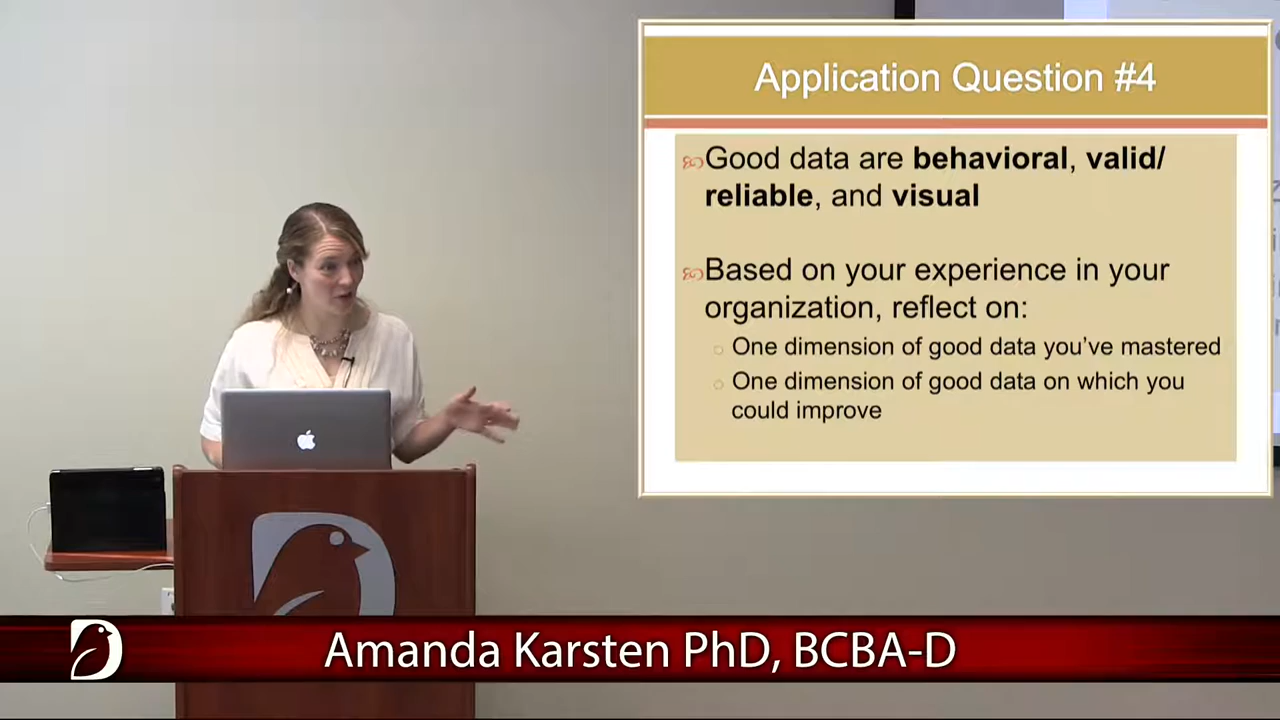 Application Question #4
Good data are behavioral, valid/
reliable, and visual
Based on your experience in your
organization, reflect on:
One dimension of good data you've mastered
One dimension of good data on which you
could improve
Amanda Karsten PhD, BCBA-D